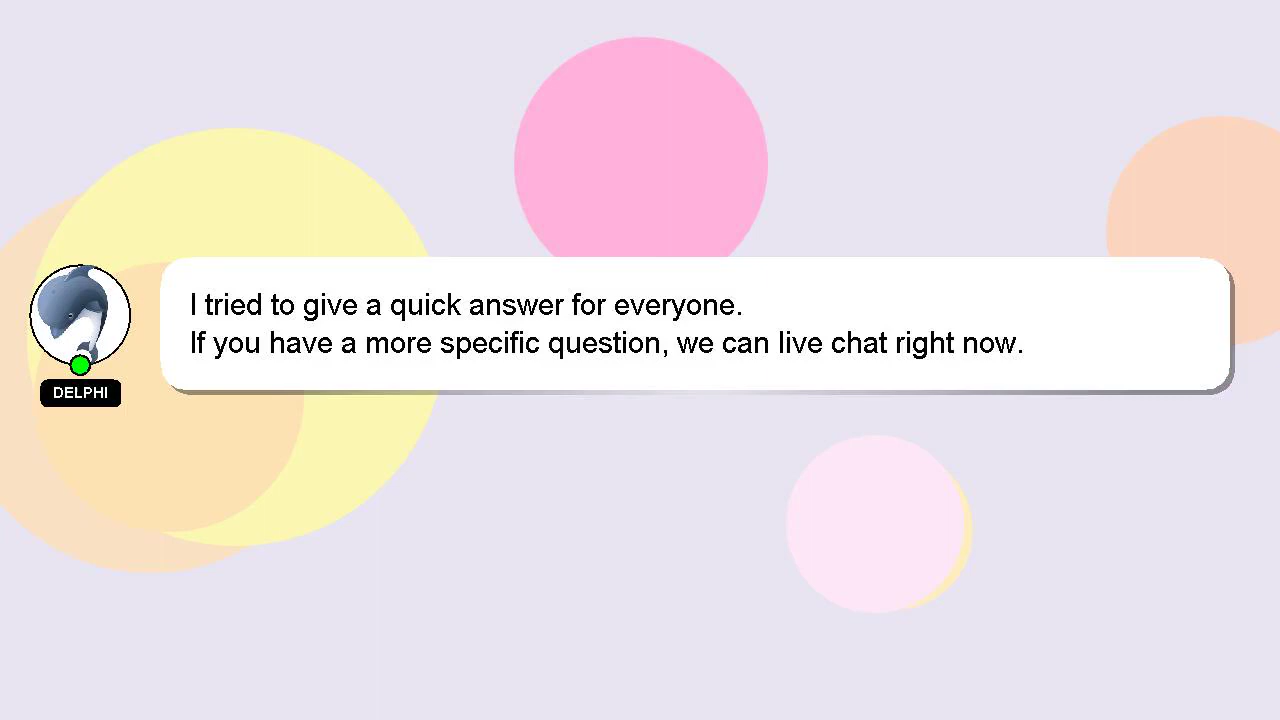 I tried to give a quick answer for everyone.
If you have a more specific question, we can live chat right now.
DELPHI